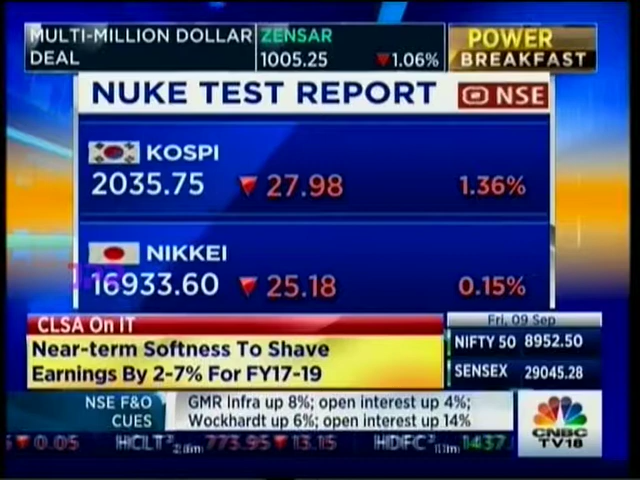 MULTI-MILLION DOLLAR
DEAL
ZENSAR
1005.25 ▼1.06%
POWER
BREAKFAST
NUKE TEST REPORT
NSE
KOSPI
2035.75 ▼ 27.98 1.36%
NIKKEI
16933.60 ▼ 25.18 0.15%
CLSA On IT
Near-term Softness To Shave
Earnings By 2-7% For FY17-19
Fri, 09 Sep
NIFTY 50 8952.50
SENSEX 29045.28
NSE F&O
CUES
GMR Infra up 8%; open interest up 4%;
Wockhardt up 6%; open interest up 14%
CNBC
TV18
▼0.05 HCLT 773.95 ▼13.15 HDFC 1437